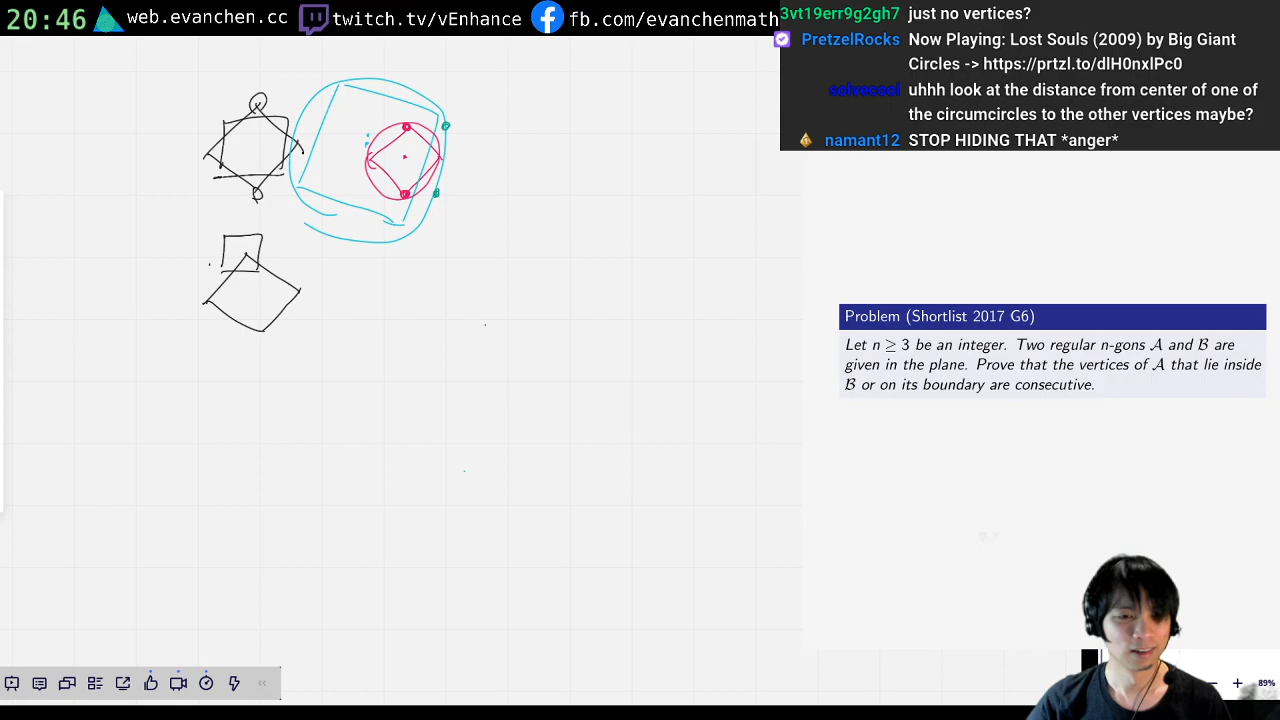 20:46 web.evanchen.cc twitch.tv/vEnhance fb.com/evanchenmath
3vt19err9g2gh7 just no vertices?
PretzelRocks Now Playing: Lost Souls (2009) by Big Giant
Circles -> https://prtzl.to/dlH0nxlPc0
solvecool uhhh look at the distance from center of one of
the circumcircles to the other vertices maybe?
namant12 STOP HIDING THAT *anger*
Problem (Shortlist 2017 G6)
Let n ≥ 3 be an integer. Two regular n-gons 𝒜 and ℬ are
given in the plane. Prove that the vertices of 𝒜 that lie inside
ℬ or on its boundary are consecutive.
89%